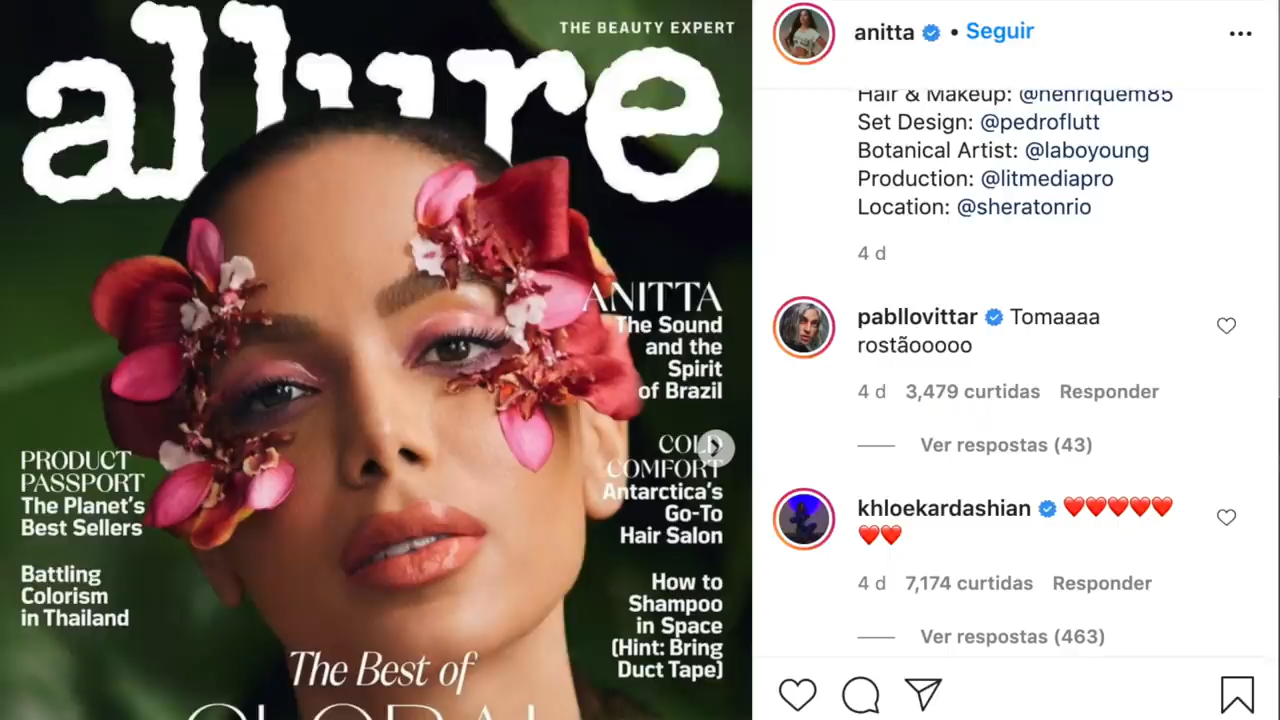 THE BEAUTY EXPERT
allure
ANITTA
The Sound
and the
Spirit
of Brazil
COLD
COMFORT
Antarctica's
Go-To
Hair Salon
How to
Shampoo
in Space
(Hint: Bring
Duct Tape)
PRODUCT
PASSPORT
The Planet's
Best Sellers
Battling
Colorism
in Thailand
The Best of
GLOBAL
anitta • Seguir
Hair & Makeup: @henriquem85
Set Design: @pedroflutt
Botanical Artist: @laboyoung
Production: @litmediapro
Location: @sheratonrio
4 d
pabllovittar Tomaaaa
rostãooooo
4 d 3,479 curtidas Responder
Ver respostas (43)
khloekardashian ❤️❤️❤️❤️❤️
❤️❤️
4 d 7,174 curtidas Responder
Ver respostas (463)